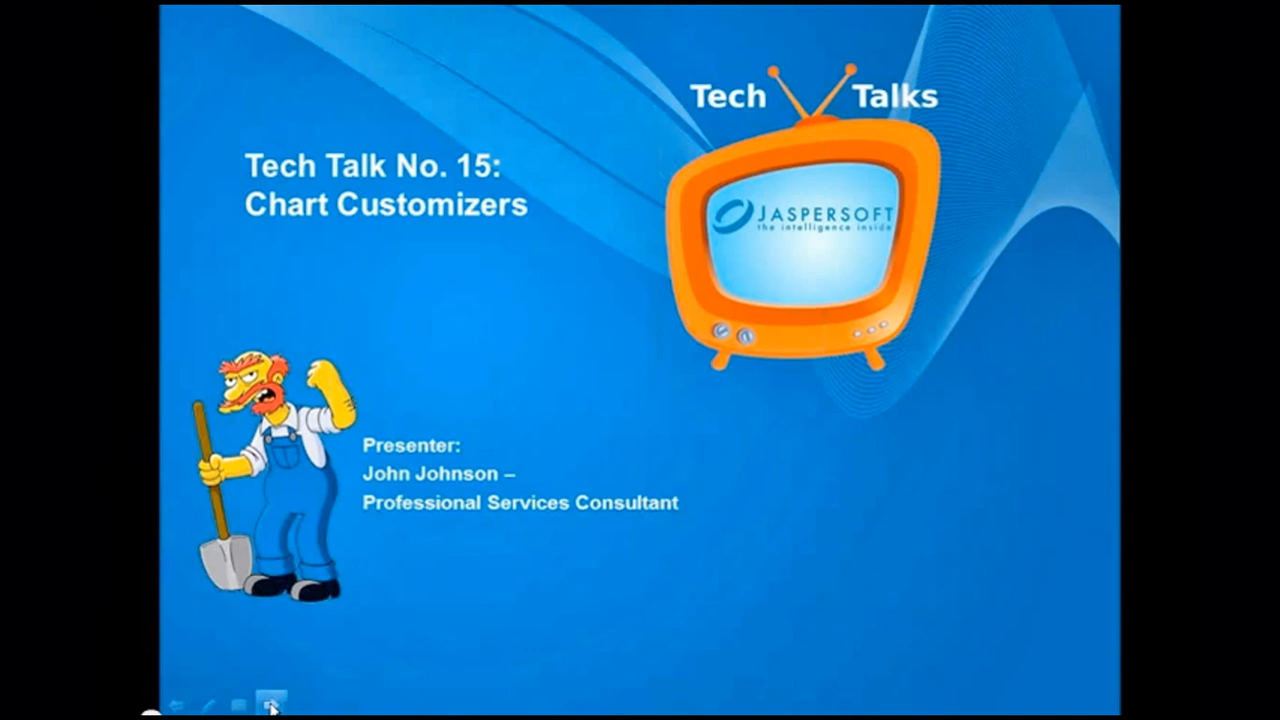 Tech Talks
Tech Talk No. 15:
Chart Customizers
JASPERSOFT
the intelligence inside
Presenter:
John Johnson –
Professional Services Consultant